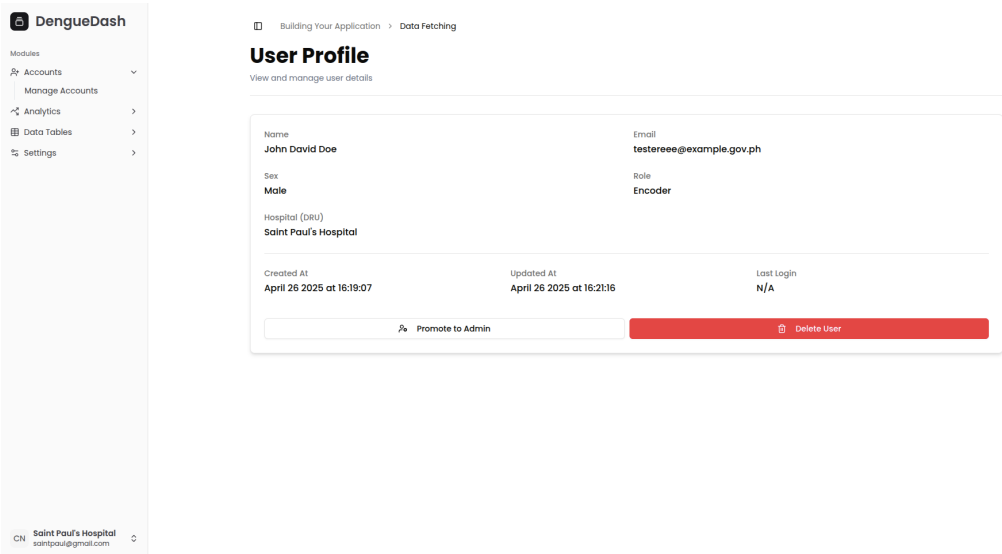 DengueDash
Modules
Accounts
Manage Accounts
Analytics
Data Tables
Settings
CN
Saint Paul's Hospital
saintpaul@gmail.com
Building Your Application > Data Fetching
User Profile
View and manage user details
Name
John David Doe
Email
testereee@example.gov.ph
Sex
Male
Role
Encoder
Hospital (DRU)
Saint Paul's Hospital
Created At
April 26 2025 at 16:19:07
Updated At
April 26 2025 at 16:21:16
Last Login
N/A
Promote to Admin
Delete User